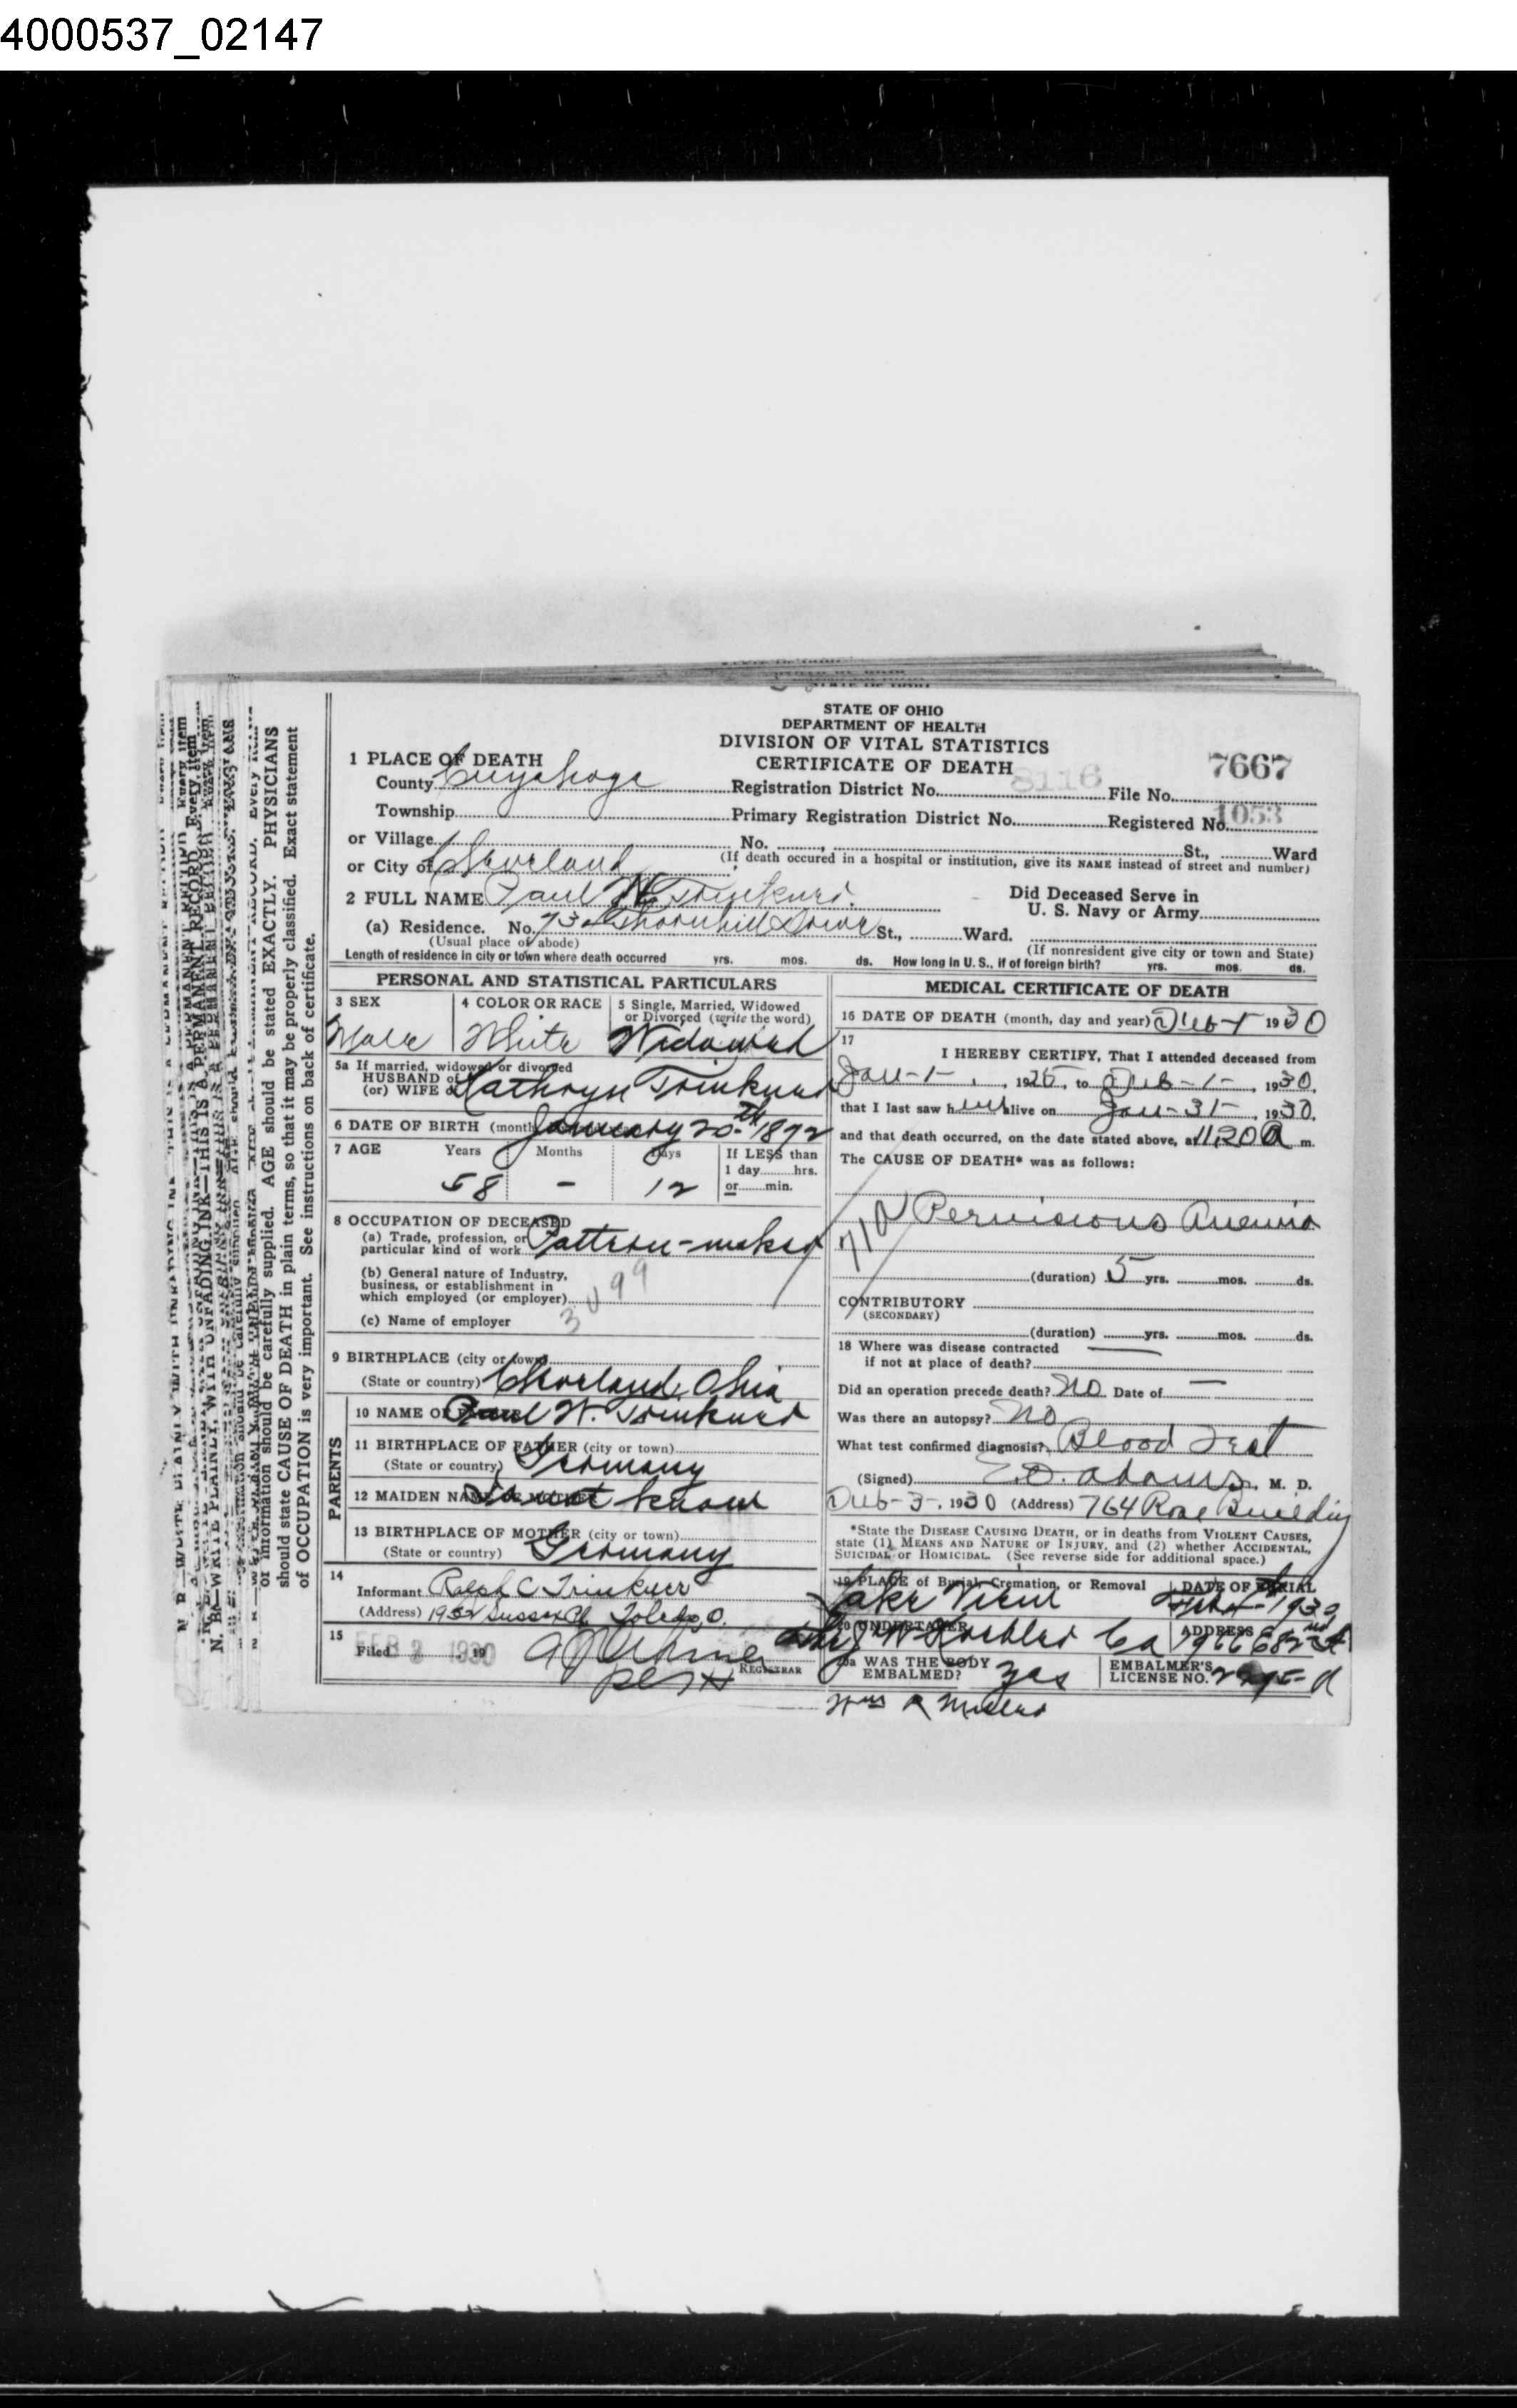 4000537_02147
STATE OF OHIO
DEPARTMENT OF HEALTH
DIVISION OF VITAL STATISTICS
CERTIFICATE OF DEATH
7667
1 PLACE OF DEATH
County Cuyahoga Registration District No. 8116 File No.
Township Primary Registration District No. Registered No. 1053
or Village No. St., Ward
or City of Cleveland (If death occured in a hospital or institution, give its NAME instead of street and number)
2 FULL NAME Paul W. Trinkner. Did Deceased Serve in
U. S. Navy or Army
(a) Residence. No. 732 Thornhill Drive St., Ward.
(Usual place of abode) (If nonresident give city or town and State)
Length of residence in city or town where death occurred yrs. mos. ds. How long in U. S., if of foreign birth? yrs. mos. ds.
PERSONAL AND STATISTICAL PARTICULARS
3 SEX 4 COLOR OR RACE 5 Single, Married, Widowed
or Divorced (write the word)
Male White Widowed
5a If married, widowed or divorced
HUSBAND of
(or) WIFE of Kathryn Trinkner
6 DATE OF BIRTH (month January 20th 1872
7 AGE Years Months Days If LESS than
1 day hrs.
58 - 12 or min.
8 OCCUPATION OF DECEASED
(a) Trade, profession, or
particular kind of work Pattern-maker
(b) General nature of Industry,
business, or establishment in
which employed (or employer)
(c) Name of employer
9 BIRTHPLACE (city or town)
(State or country) Cleveland, Ohio
PARENTS
10 NAME OF Paul W. Trinkner
11 BIRTHPLACE OF FATHER (city or town)
(State or country) Germany
12 MAIDEN NAME OF MOTHER Do not know
13 BIRTHPLACE OF MOTHER (city or town)
(State or country) Germany
14
Informant Ralph C Trinkner
(Address) 1952 Sussex Pl Toledo, O.
15
Filed FEB 3 1930, 19
REGISTRAR
MEDICAL CERTIFICATE OF DEATH
16 DATE OF DEATH (month, day and year) Feb-1 1930
17
I HEREBY CERTIFY, That I attended deceased from
Jan-1-, 1925, to Feb-1-, 1930,
that I last saw him alive on Jan-31-, 1930,
and that death occurred, on the date stated above, at 11,20 a m.
The CAUSE OF DEATH* was as follows:
71a Pernicious Anemia
(duration) 5 yrs. mos. ds.
CONTRIBUTORY
(SECONDARY)
(duration) yrs. mos. ds.
18 Where was disease contracted
if not at place of death?
Did an operation precede death? No Date of —
Was there an autopsy? No
What test confirmed diagnosis? Blood Test
(Signed) E.D. Adams, M. D.
Feb-3-, 1930 (Address) 764 Rose Building
*State the DISEASE CAUSING DEATH, or in deaths from VIOLENT CAUSES,
state (1) MEANS AND NATURE OF INJURY, and (2) whether ACCIDENTAL,
SUICIDAL or HOMICIDAL. (See reverse side for additional space.)
19 PLACE of Burial, Cremation, or Removal DATE OF BURIAL
Lake View Feb 4 1930
20 UNDERTAKER ADDRESS
W Koebler Co 1966 E 82nd St
20a WAS THE BODY
EMBALMED? yes EMBALMER'S
LICENSE NO.
Wm R Miller
N. B.—WRITE PLAINLY, WITH UNFADING INK—THIS IS A PERMANENT RECORD. Every item
of information should be carefully supplied. AGE should be stated EXACTLY. PHYSICIANS
should state CAUSE OF DEATH in plain terms, so that it may be properly classified. Exact statement
of OCCUPATION is very important. See instructions on back of certificate.